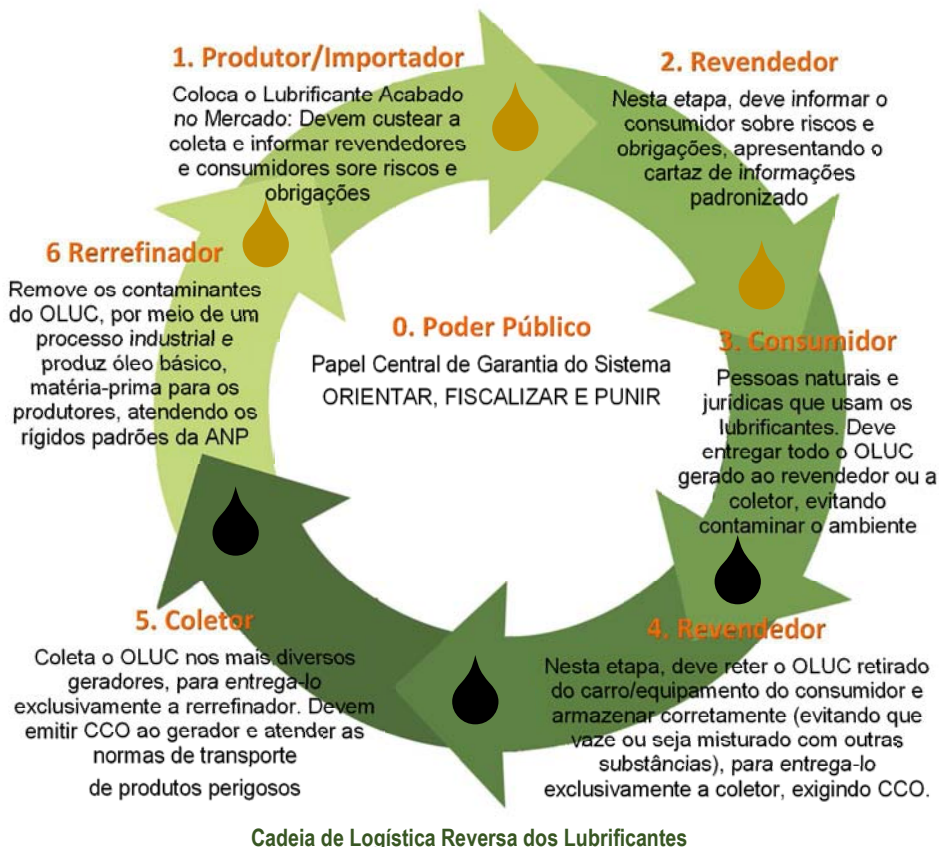 1. Produtor/Importador
Coloca o Lubrificante Acabado
no Mercado: Devem custear a
coleta e informar revendedores
e consumidores sore riscos e
obrigações
2. Revendedor
Nesta etapa, deve informar o
consumidor sobre riscos e
obrigações, apresentando o
cartaz de informações
padronizado
6 Rerrefinador
Remove os contaminantes
do OLUC, por meio de um
processo industrial e
produz óleo básico,
matéria-prima para os
produtores, atendendo os
rígidos padrões da ANP
0. Poder Público
Papel Central de Garantia do Sistema
ORIENTAR, FISCALIZAR E PUNIR
3. Consumidor
Pessoas naturais e
jurídicas que usam os
lubrificantes. Deve
entregar todo o OLUC
gerado ao revendedor ou a
coletor, evitando
contaminar o ambiente
5. Coletor
Coleta o OLUC nos mais diversos
geradores, para entrega-lo
exclusivamente a rerrefinador. Devem
emitir CCO ao gerador e atender as
normas de transporte
de produtos perigosos
4. Revendedor
Nesta etapa, deve reter o OLUC retirado
do carro/equipamento do consumidor e
armazenar corretamente (evitando que
vaze ou seja misturado com outras
substâncias), para entrega-lo
exclusivamente a coletor, exigindo CCO.
Cadeia de Logística Reversa dos Lubrificantes